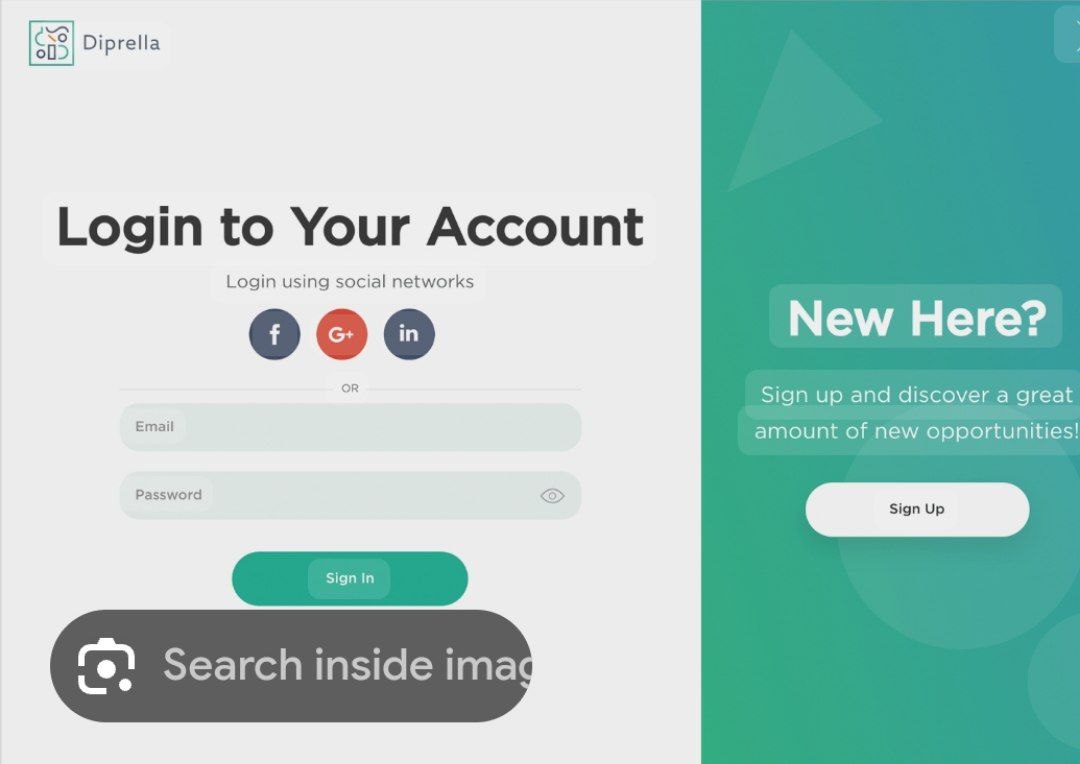 Diprella
Login to Your Account
Login using social networks
f
G+
in
OR
Email
Password
Sign In
New Here?
Sign up and discover a great
amount of new opportunities!
Sign Up
Search inside imag